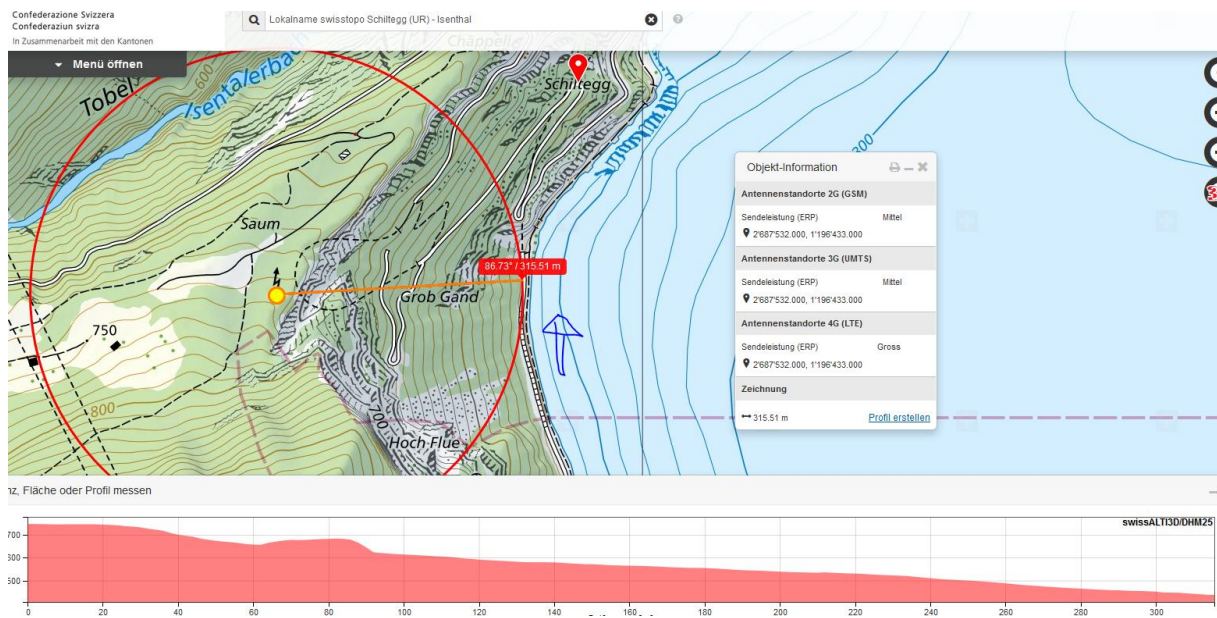 Confederazione Svizzera
Confederaziun svizra
In Zusammenarbeit mit den Kantonen
Lokalname swisstopo Schiltegg (UR) - Isenthal
Menü öffnen
Chäppeli
Schiltegg
Tobel
Isentalerbach
600
300
Saum
86.73° / 315.51 m
Grob Gand
750
800
700
Hoch Flue
Objekt-Information
Antennenstandorte 2G (GSM)
Sendeleistung (ERP) Mittel
2'687'532.000, 1'196'433.000
Antennenstandorte 3G (UMTS)
Sendeleistung (ERP) Mittel
2'687'532.000, 1'196'433.000
Antennenstandorte 4G (LTE)
Sendeleistung (ERP) Gross
2'687'532.000, 1'196'433.000
Zeichnung
315.51 m Profil erstellen
nz, Fläche oder Profil messen
swissALTI3D/DHM25
700
600
500
0 20 40 60 80 100 120 140 160 180 200 220 240 260 280 300